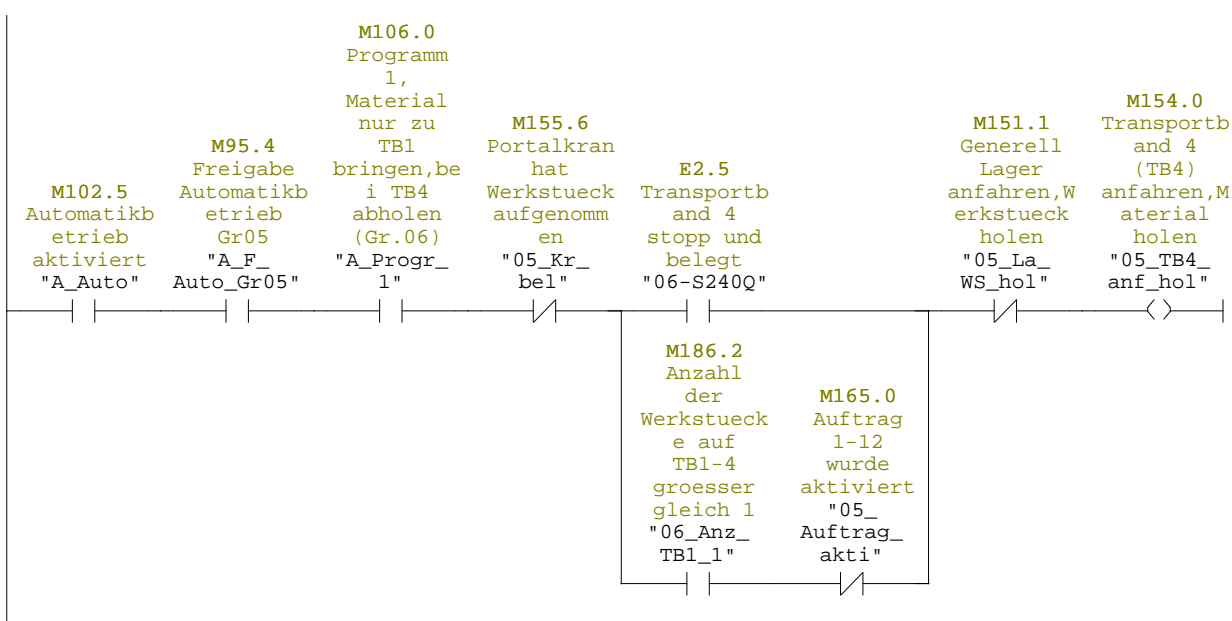 M102.5
Automatikb
etrieb
aktiviert
"A_Auto"
M95.4
Freigabe
Automatikb
etrieb
Gr05
"A_F_
Auto_Gr05"
M106.0
Programm
1,
Material
nur zu
TB1
bringen,be
i TB4
abholen
(Gr.06)
"A_Progr_
1"
M155.6
Portalkran
hat
Werkstueck
aufgenomm
en
"05_Kr_
bel"
E2.5
Transportb
and 4
stopp und
belegt
"06-S240Q"
M151.1
Generell
Lager
anfahren,W
erkstueck
holen
"05_La_
WS_hol"
M154.0
Transportb
and 4
(TB4)
anfahren,M
aterial
holen
"05_TB4_
anf_hol"
M186.2
Anzahl
der
Werkstueck
e auf
TB1-4
groesser
gleich 1
"06_Anz_
TB1_1"
M165.0
Auftrag
1-12
wurde
aktiviert
"05_
Auftrag_
akti"